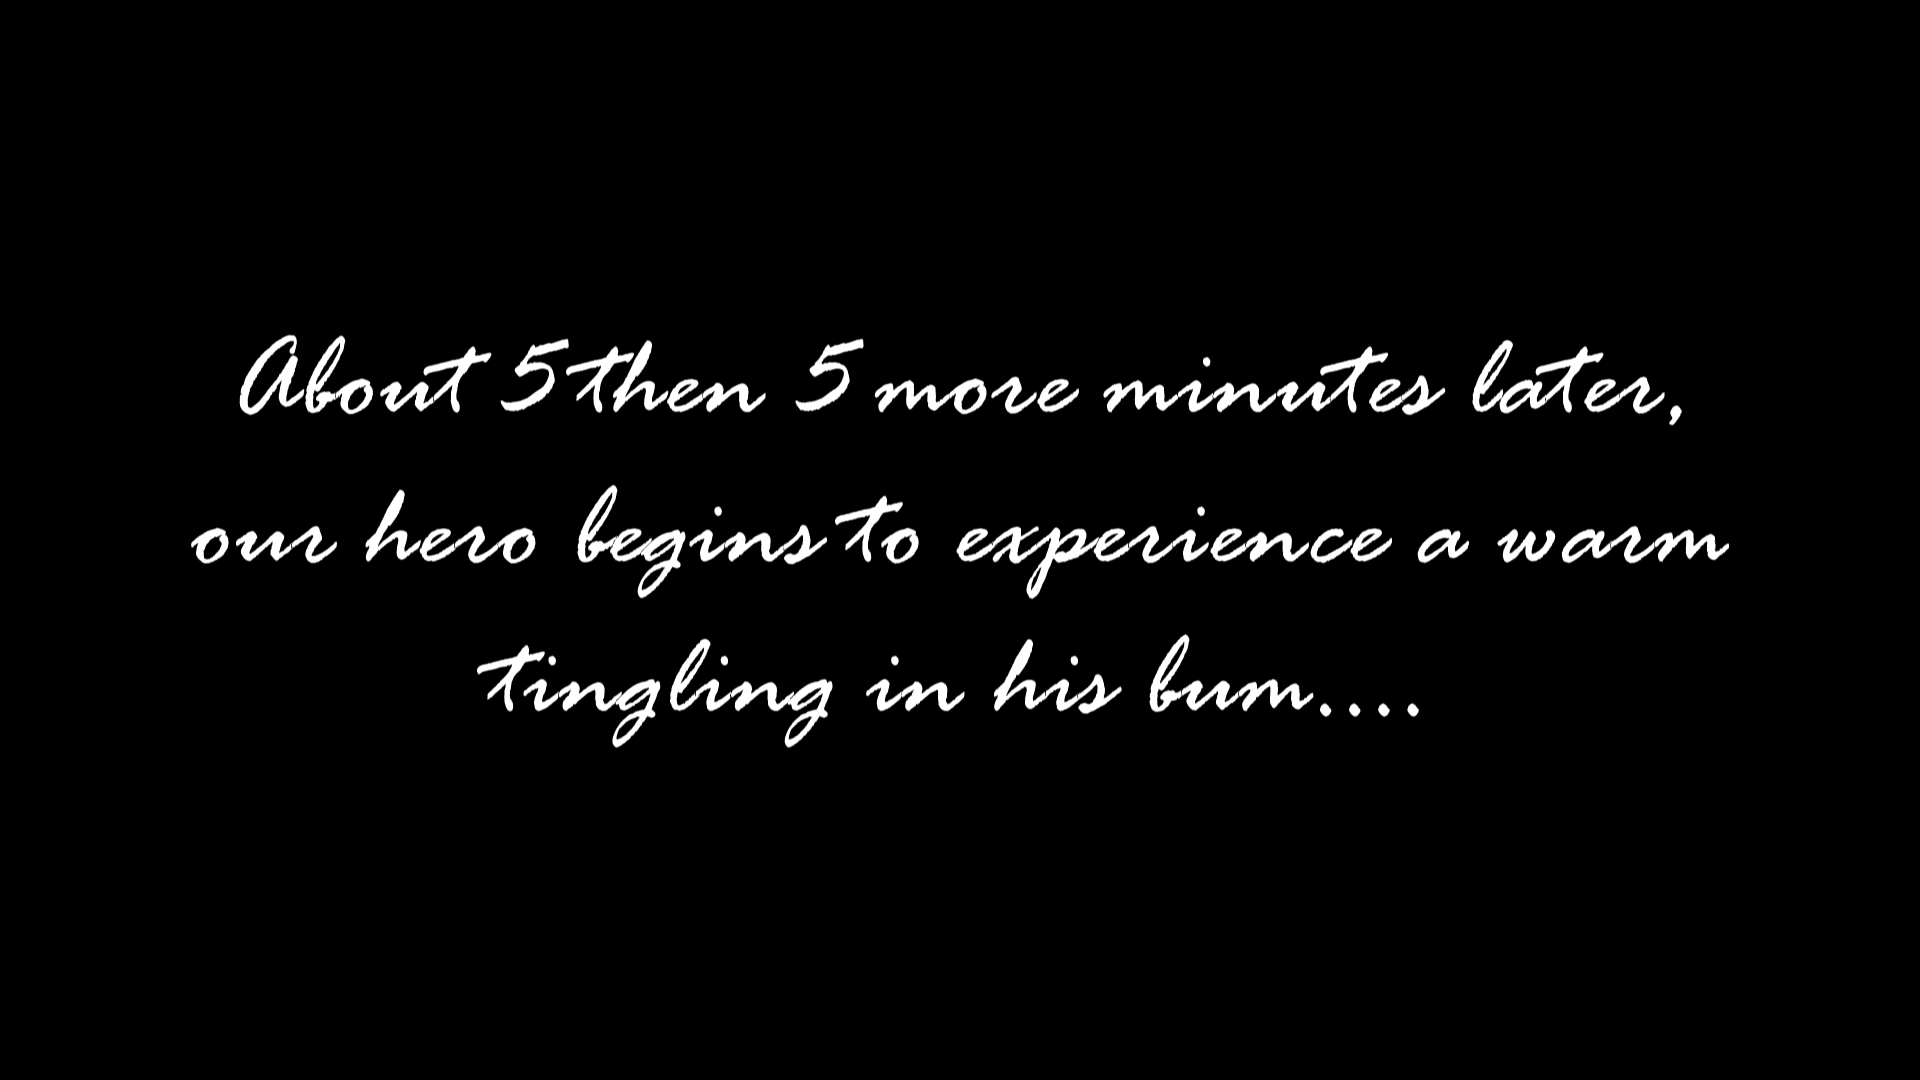 About 5 then 5 more minutes later,
our hero begins to experience a warm
tingling in his bum....